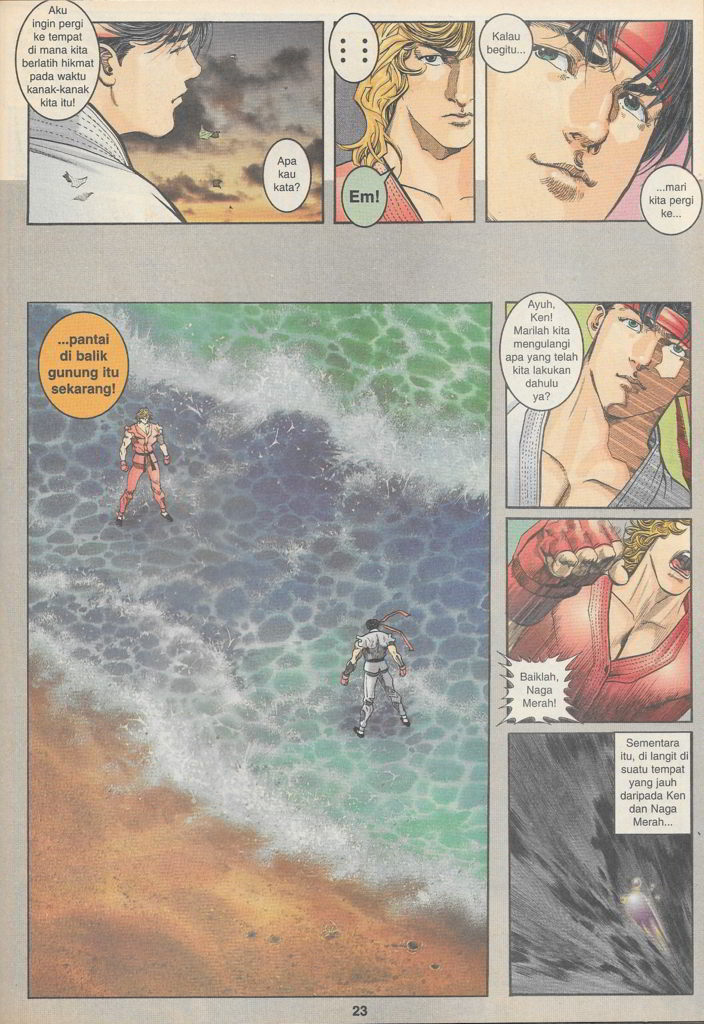 Aku
ingin pergi
ke tempat
di mana kita
berlatih hikmat
pada waktu
kanak-kanak
kita itu!
Apa
kau
kata?
Em!
Kalau
begitu...
...mari
kita pergi
ke...
...pantai
di balik
gunung itu
sekarang!
Ayuh,
Ken!
Marilah kita
mengulangi
apa yang telah
kita lakukan
dahulu
ya?
Baiklah,
Naga
Merah!
Sementara
itu, di langit di
suatu tempat
yang jauh
daripada Ken
dan Naga
Merah...
23